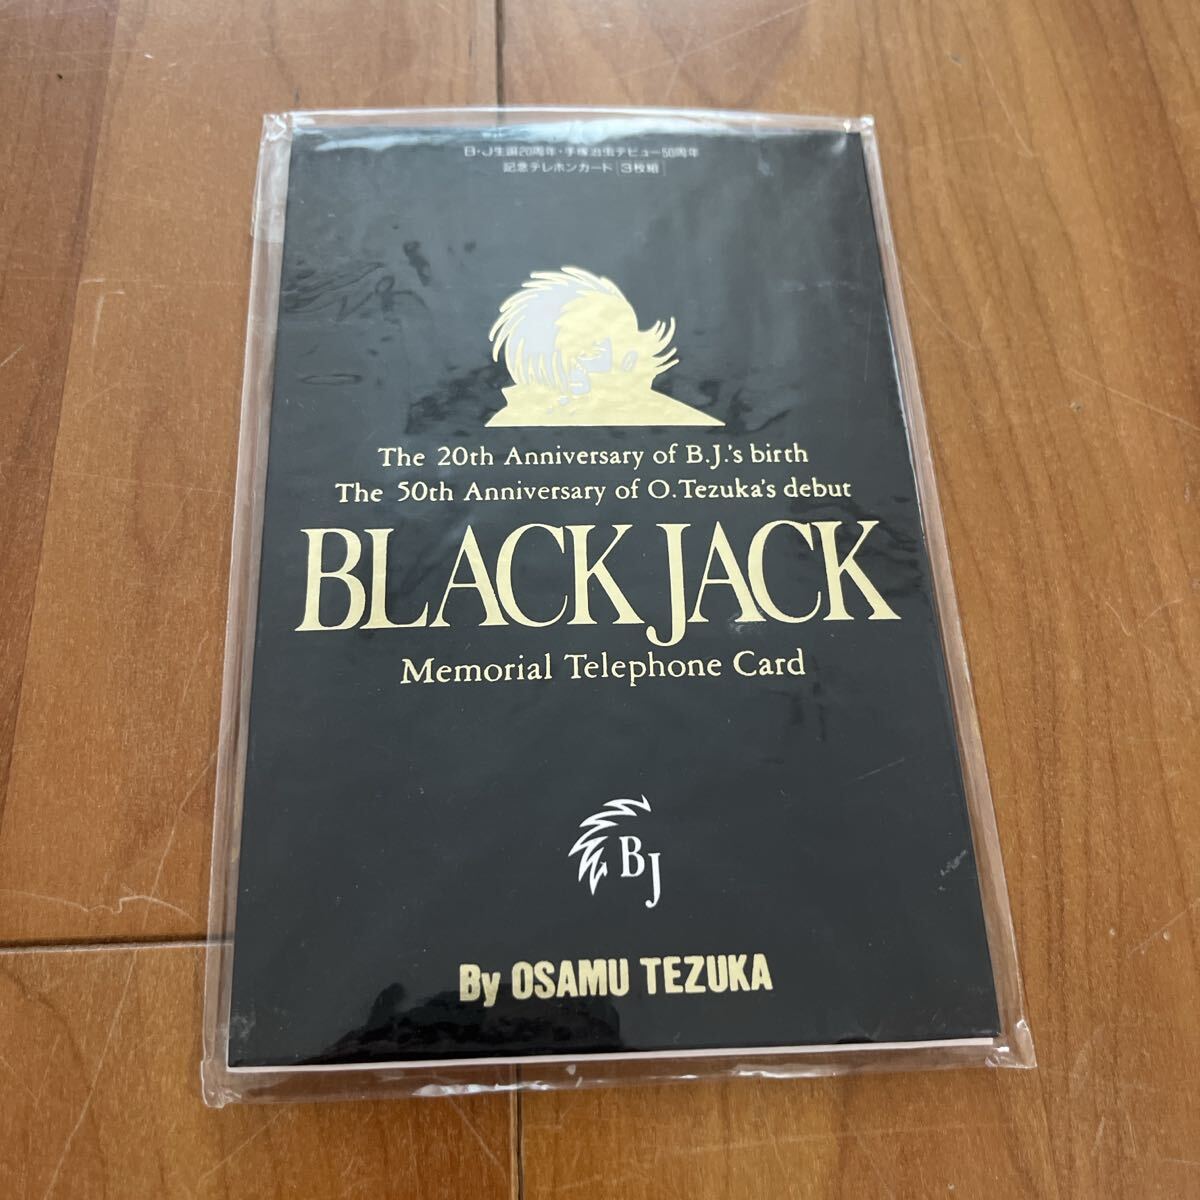 B・J生誕20周年・手塚治虫デビュー50周年
記念テレホンカード 3枚組
The 20th Anniversary of B.J.'s birth
The 50th Anniversary of O.Tezuka's debut
BLACK JACK
Memorial Telephone Card
BJ
By OSAMU TEZUKA